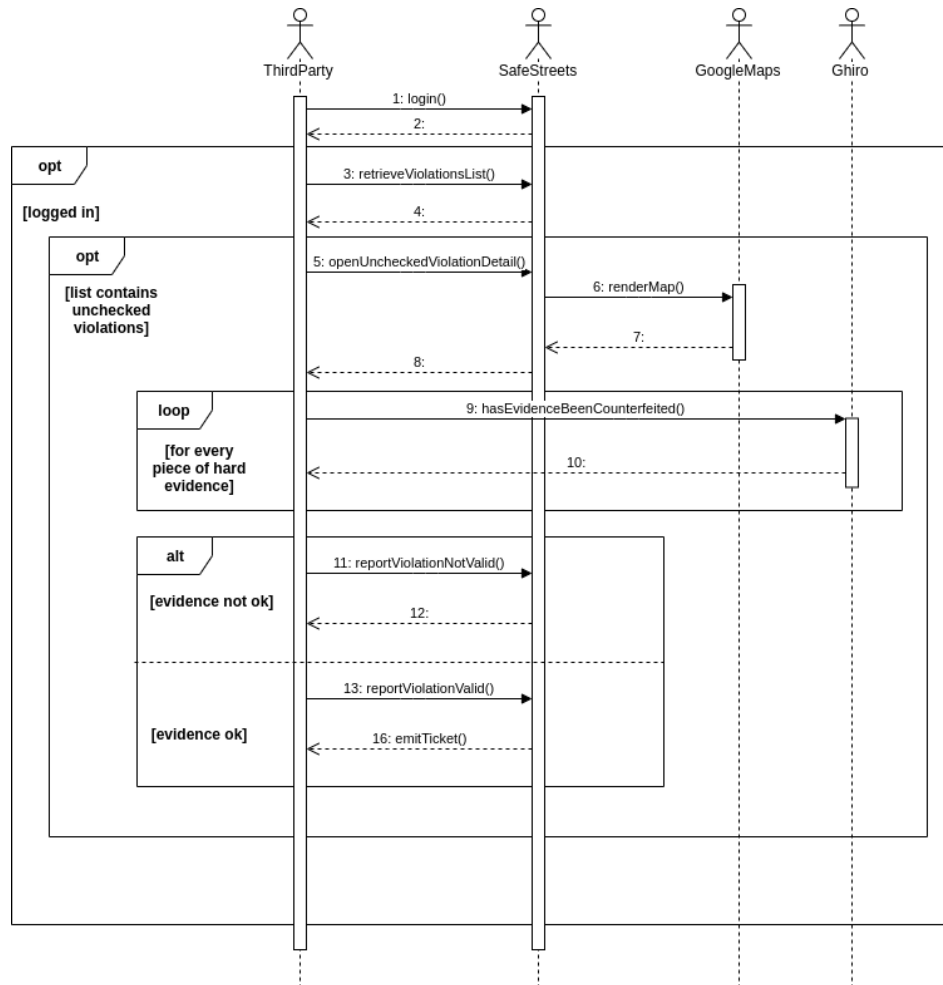 ThirdParty
SafeStreets
GoogleMaps
Ghiro
1: login()
2:
opt
[logged in]
3: retrieveViolationsList()
4:
opt
[list contains
unchecked
violations]
5: openUncheckedViolationDetail()
6: renderMap()
7:
8:
loop
[for every
piece of hard
evidence]
9: hasEvidenceBeenCounterfeited()
10:
alt
[evidence not ok]
11: reportViolationNotValid()
12:
13: reportViolationValid()
[evidence ok]
16: emitTicket()